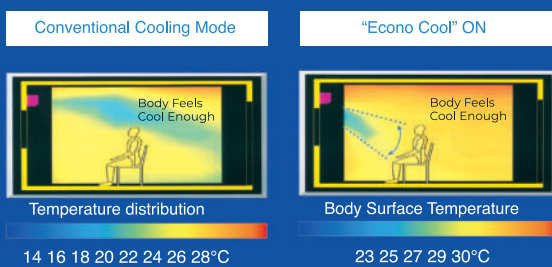 Conventional Cooling Mode
“Econo Cool” ON
Body Feels
Cool Enough
Body Feels
Cool Enough
Temperature distribution
Body Surface Temperature
14 16 18 20 22 24 26 28°C
23 25 27 29 30°C